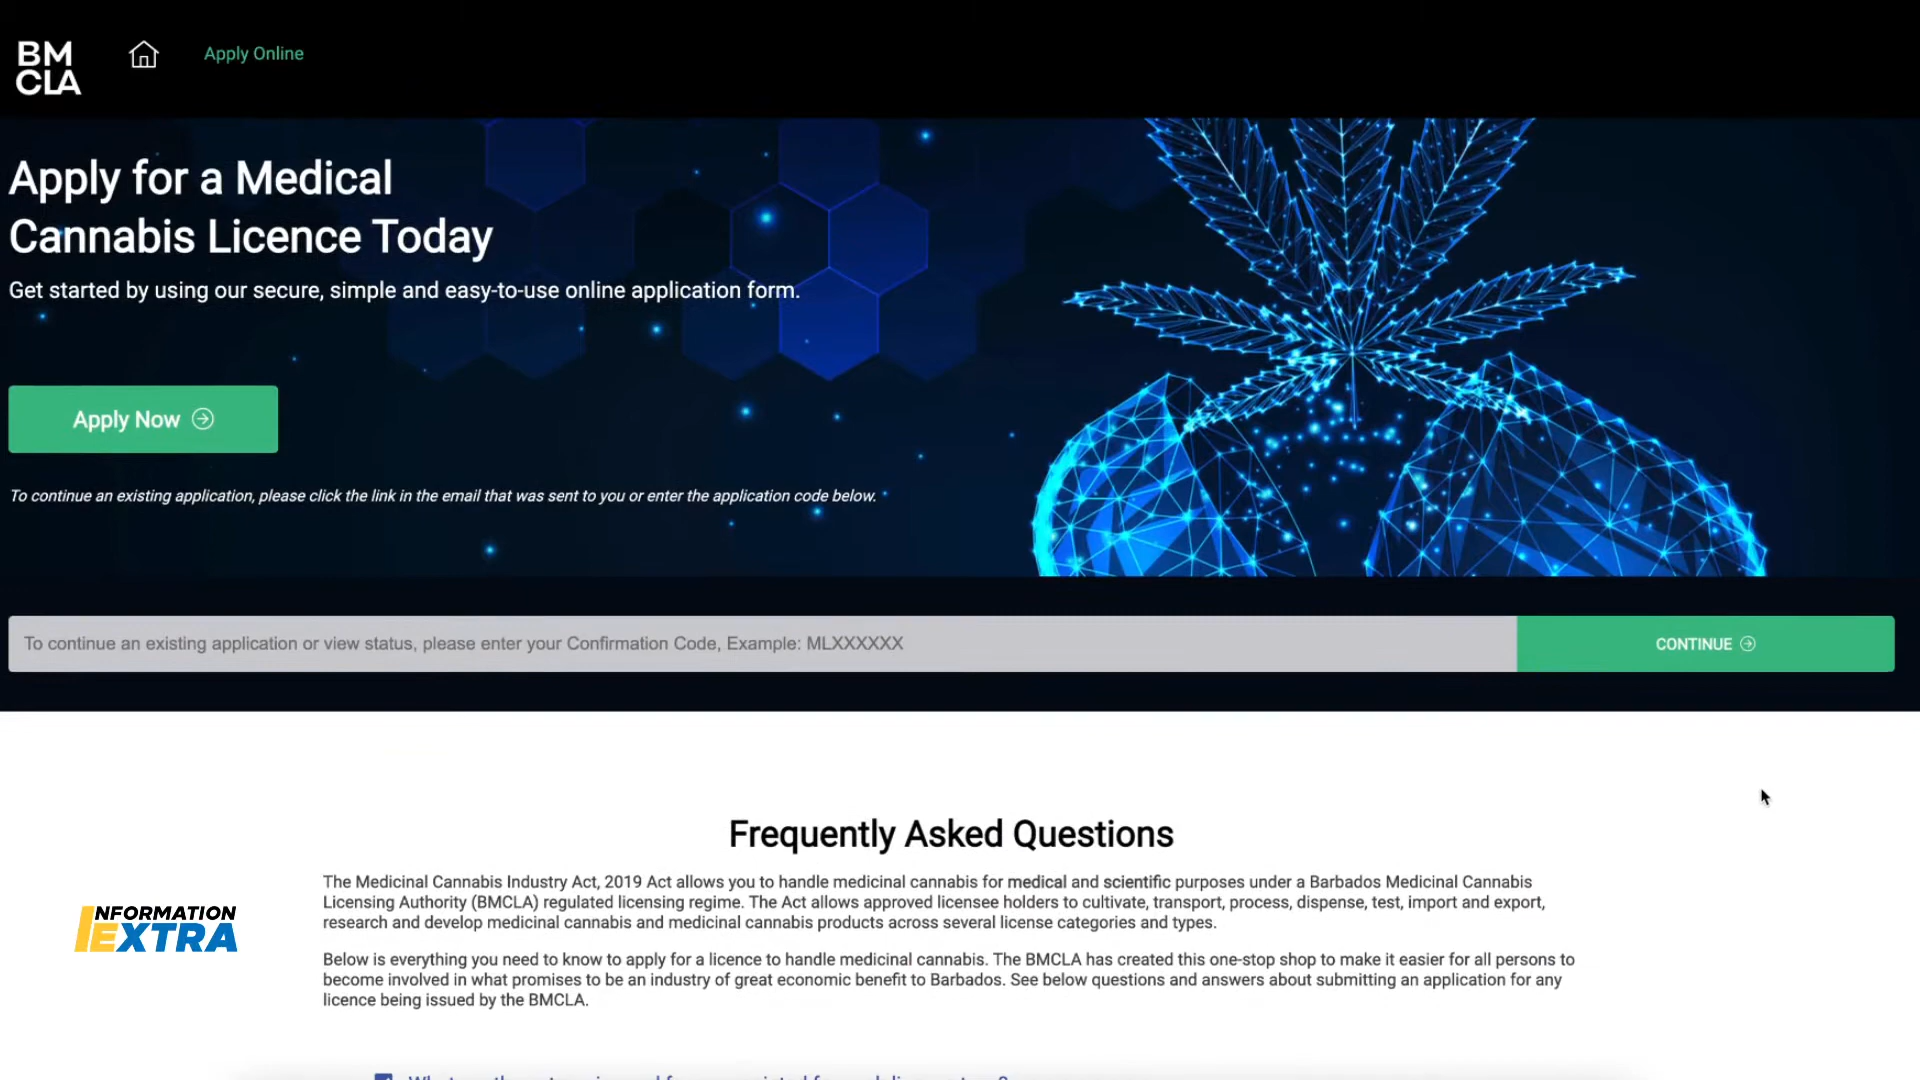 BM
CLA
Apply Online
Apply for a Medical
Cannabis Licence Today
Get started by using our secure, simple and easy-to-use online application form.
Apply Now
To continue an existing application, please click the link in the email that was sent to you or enter the application code below.
To continue an existing application or view status, please enter your Confirmation Code, Example: MLXXXXXX
CONTINUE
Frequently Asked Questions
The Medicinal Cannabis Industry Act, 2019 Act allows you to handle medicinal cannabis for medical and scientific purposes under a Barbados Medicinal Cannabis
Licensing Authority (BMCLA) regulated licensing regime. The Act allows approved licensee holders to cultivate, transport, process, dispense, test, import and export,
research and develop medicinal cannabis and medicinal cannabis products across several license categories and types.
Below is everything you need to know to apply for a licence to handle medicinal cannabis. The BMCLA has created this one-stop shop to make it easier for all persons to
become involved in what promises to be an industry of great economic benefit to Barbados. See below questions and answers about submitting an application for any
licence being issued by the BMCLA.
INFORMATION
EXTRA